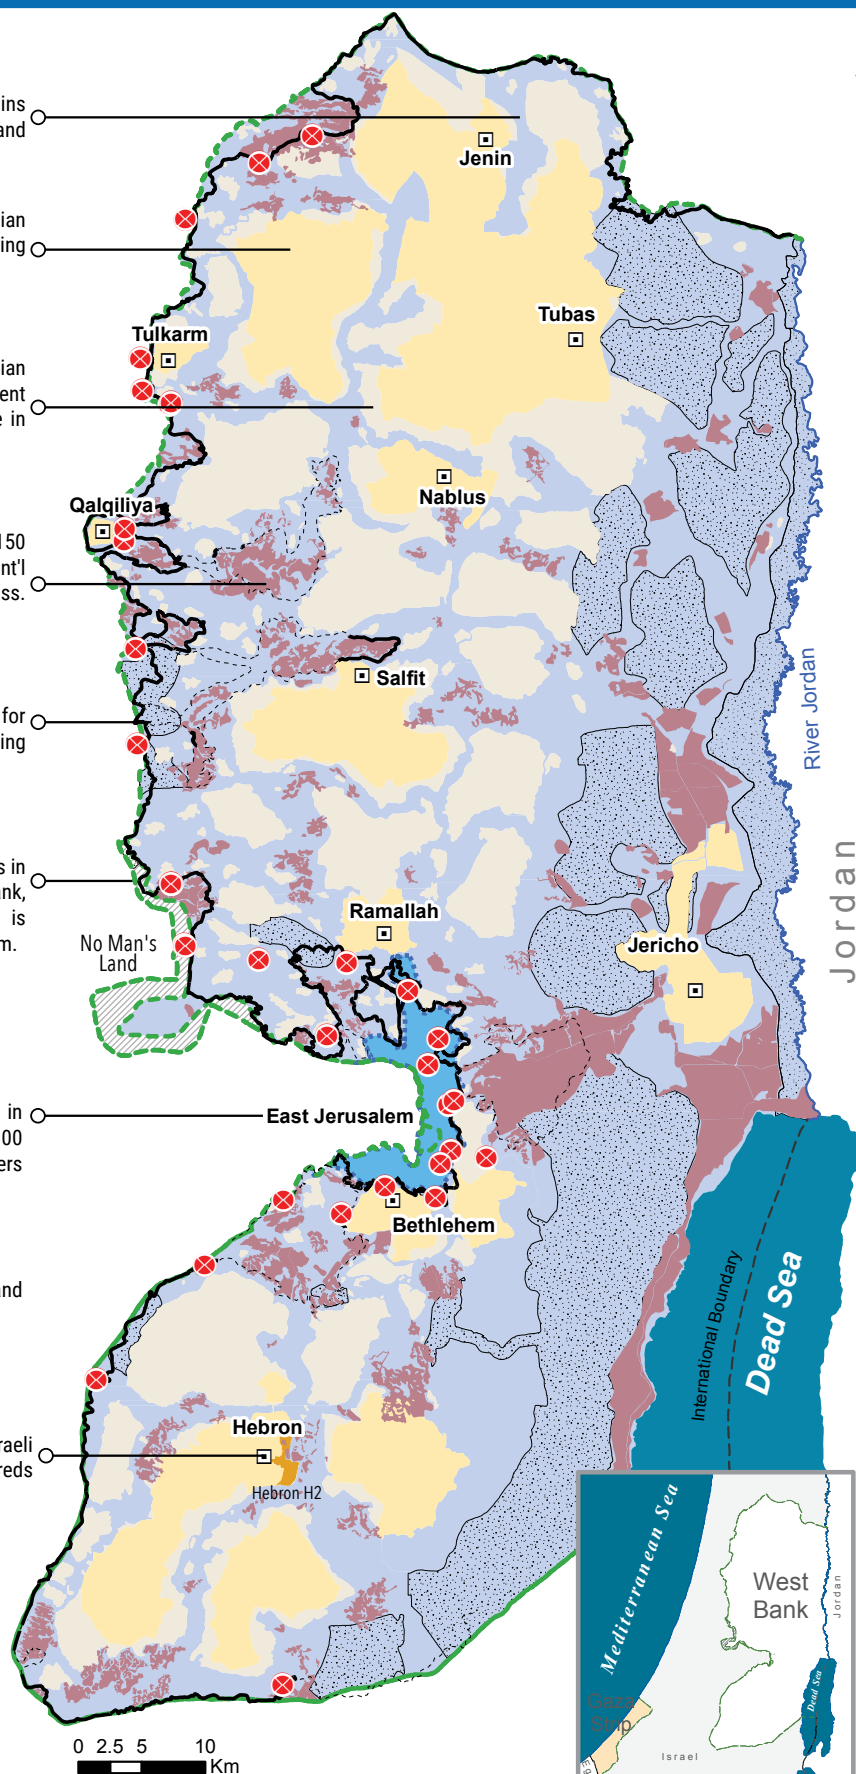 ins
and
Jenin
ian
ing
Tubas
Tulkarm
ian
ent
e in
Nablus
Qalqiliya
150
nt'l
ss.
Salfit
for
ing
River Jordan
Jordan
s in
ank,
is
m.
Ramallah
No Man's
Land
Jericho
in
00
ers
East Jerusalem
Bethlehem
and
International Boundary
Dead Sea
Hebron
raeli
reds
Hebron H2
Mediterranean Sea
West
Bank
Jordan
Dead Sea
Gaza
Strip
Israel
0 2.5 5 10
Km